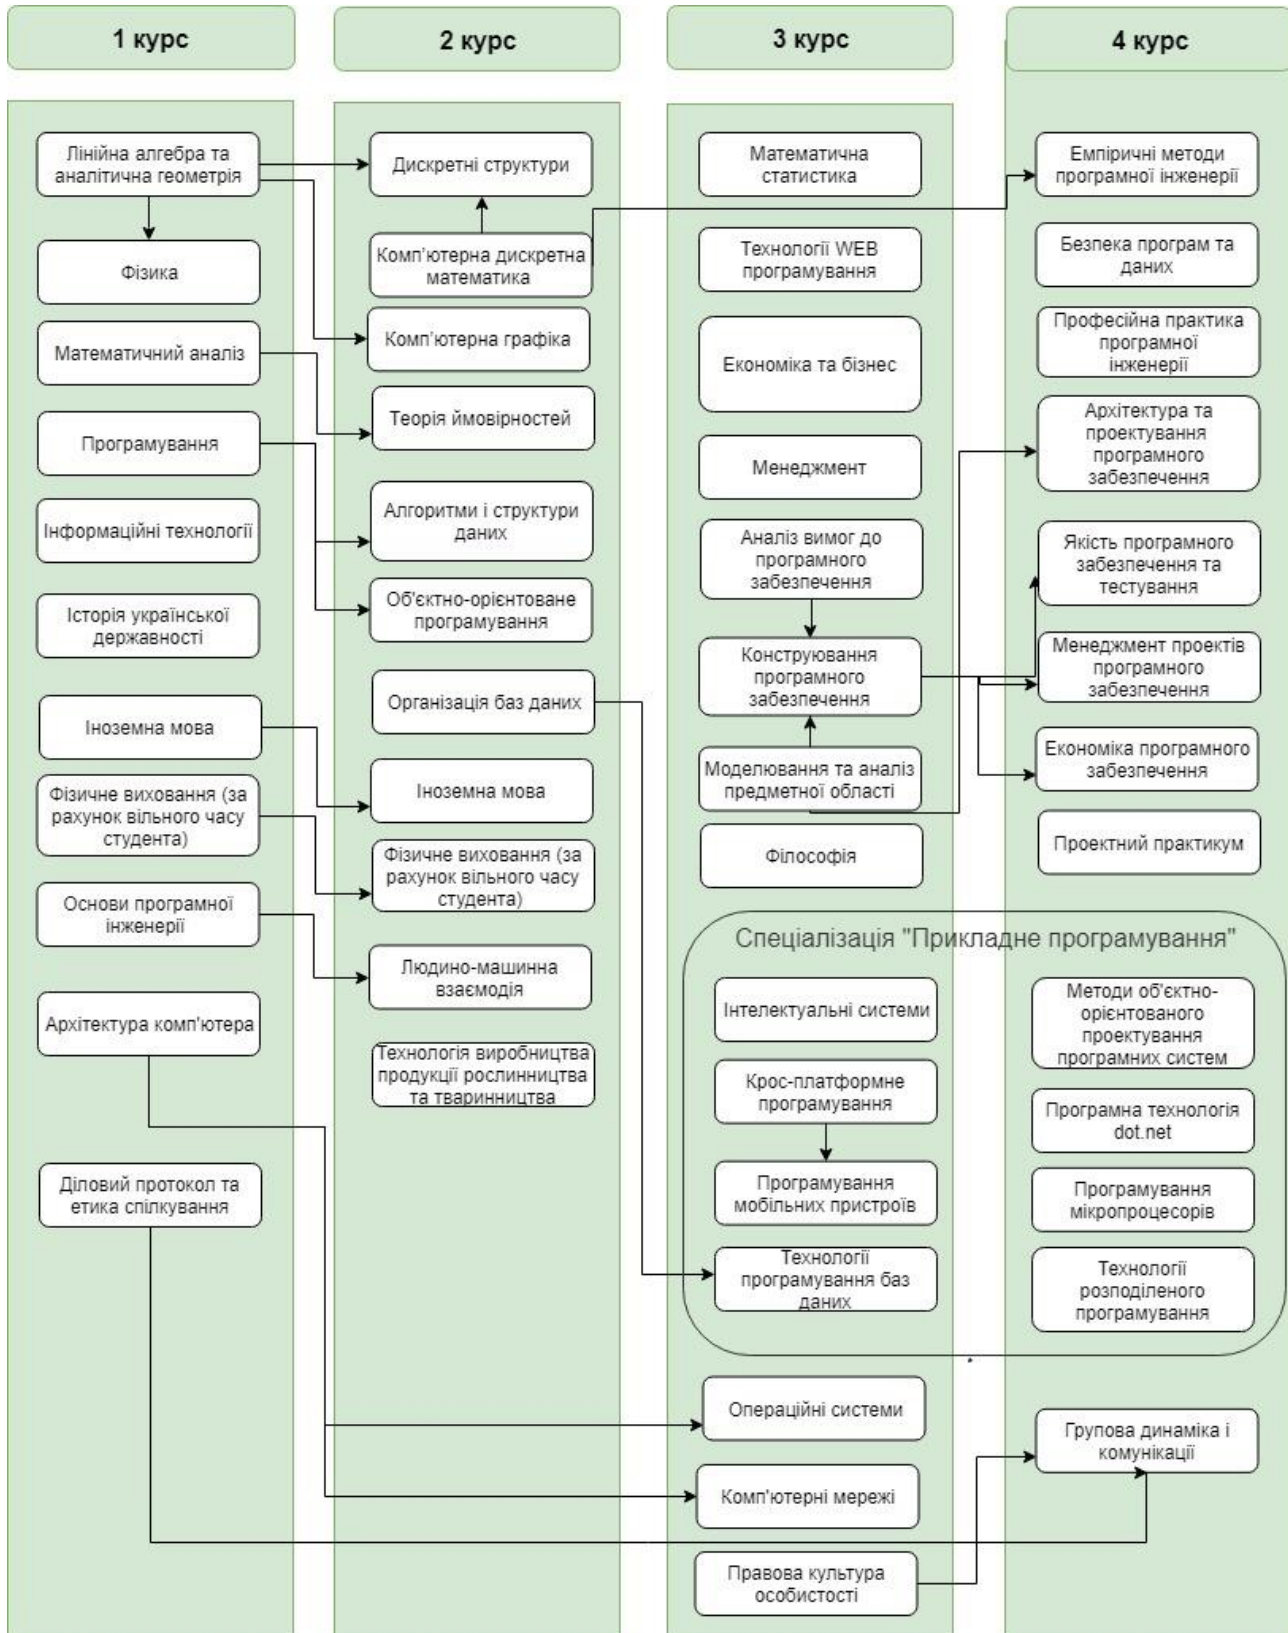 1 курс
Лінійна алгебра та
аналітична геометрія
Фізика
Математичний аналіз
Програмування
Інформаційні технології
Історія української
державності
Іноземна мова
Фізичне виховання (за
рахунок вільного часу
студента)
Основи програмної
інженерії
Архітектура комп'ютера
Діловий протокол та
етика спілкування
2 курс
Дискретні структури
Комп'ютерна дискретна
математика
Комп'ютерна графіка
Теорія ймовірностей
Алгоритми і структури
даних
Об'єктно-орієнтоване
програмування
Організація баз даних
Іноземна мова
Фізичне виховання (за
рахунок вільного часу
студента)
Людино-машинна
взаємодія
Технологія виробництва
продукції рослинництва
та тваринництва
3 курс
Математична
статистика
Технології WEB
програмування
Економіка та бізнес
Менеджмент
Аналіз вимог до
програмного
забезпечення
Конструювання
програмного
забезпечення
Моделювання та аналіз
предметної області
Філософія
4 курс
Емпіричні методи
програмної інженерії
Безпека програм та
даних
Професійна практика
програмної
інженерії
Архітектура та
проектування
програмного
забезпечення
Якість програмного
забезпечення та
тестування
Менеджмент проектів
програмного
забезпечення
Економіка програмного
забезпечення
Проектний практикум
Спеціалізація "Прикладне програмування"
Інтелектуальні системи
Крос-платформне
програмування
Програмування
мобільних пристроїв
Технології
програмування баз
даних
Методи об'єктно-
орієнтованого
проектування
програмних систем
Програмна технологія
dot.net
Програмування
мікропроцесорів
Технології
розподіленого
програмування
Операційні системи
Комп'ютерні мережі
Правова культура
особистості
Групова динаміка і
комунікації